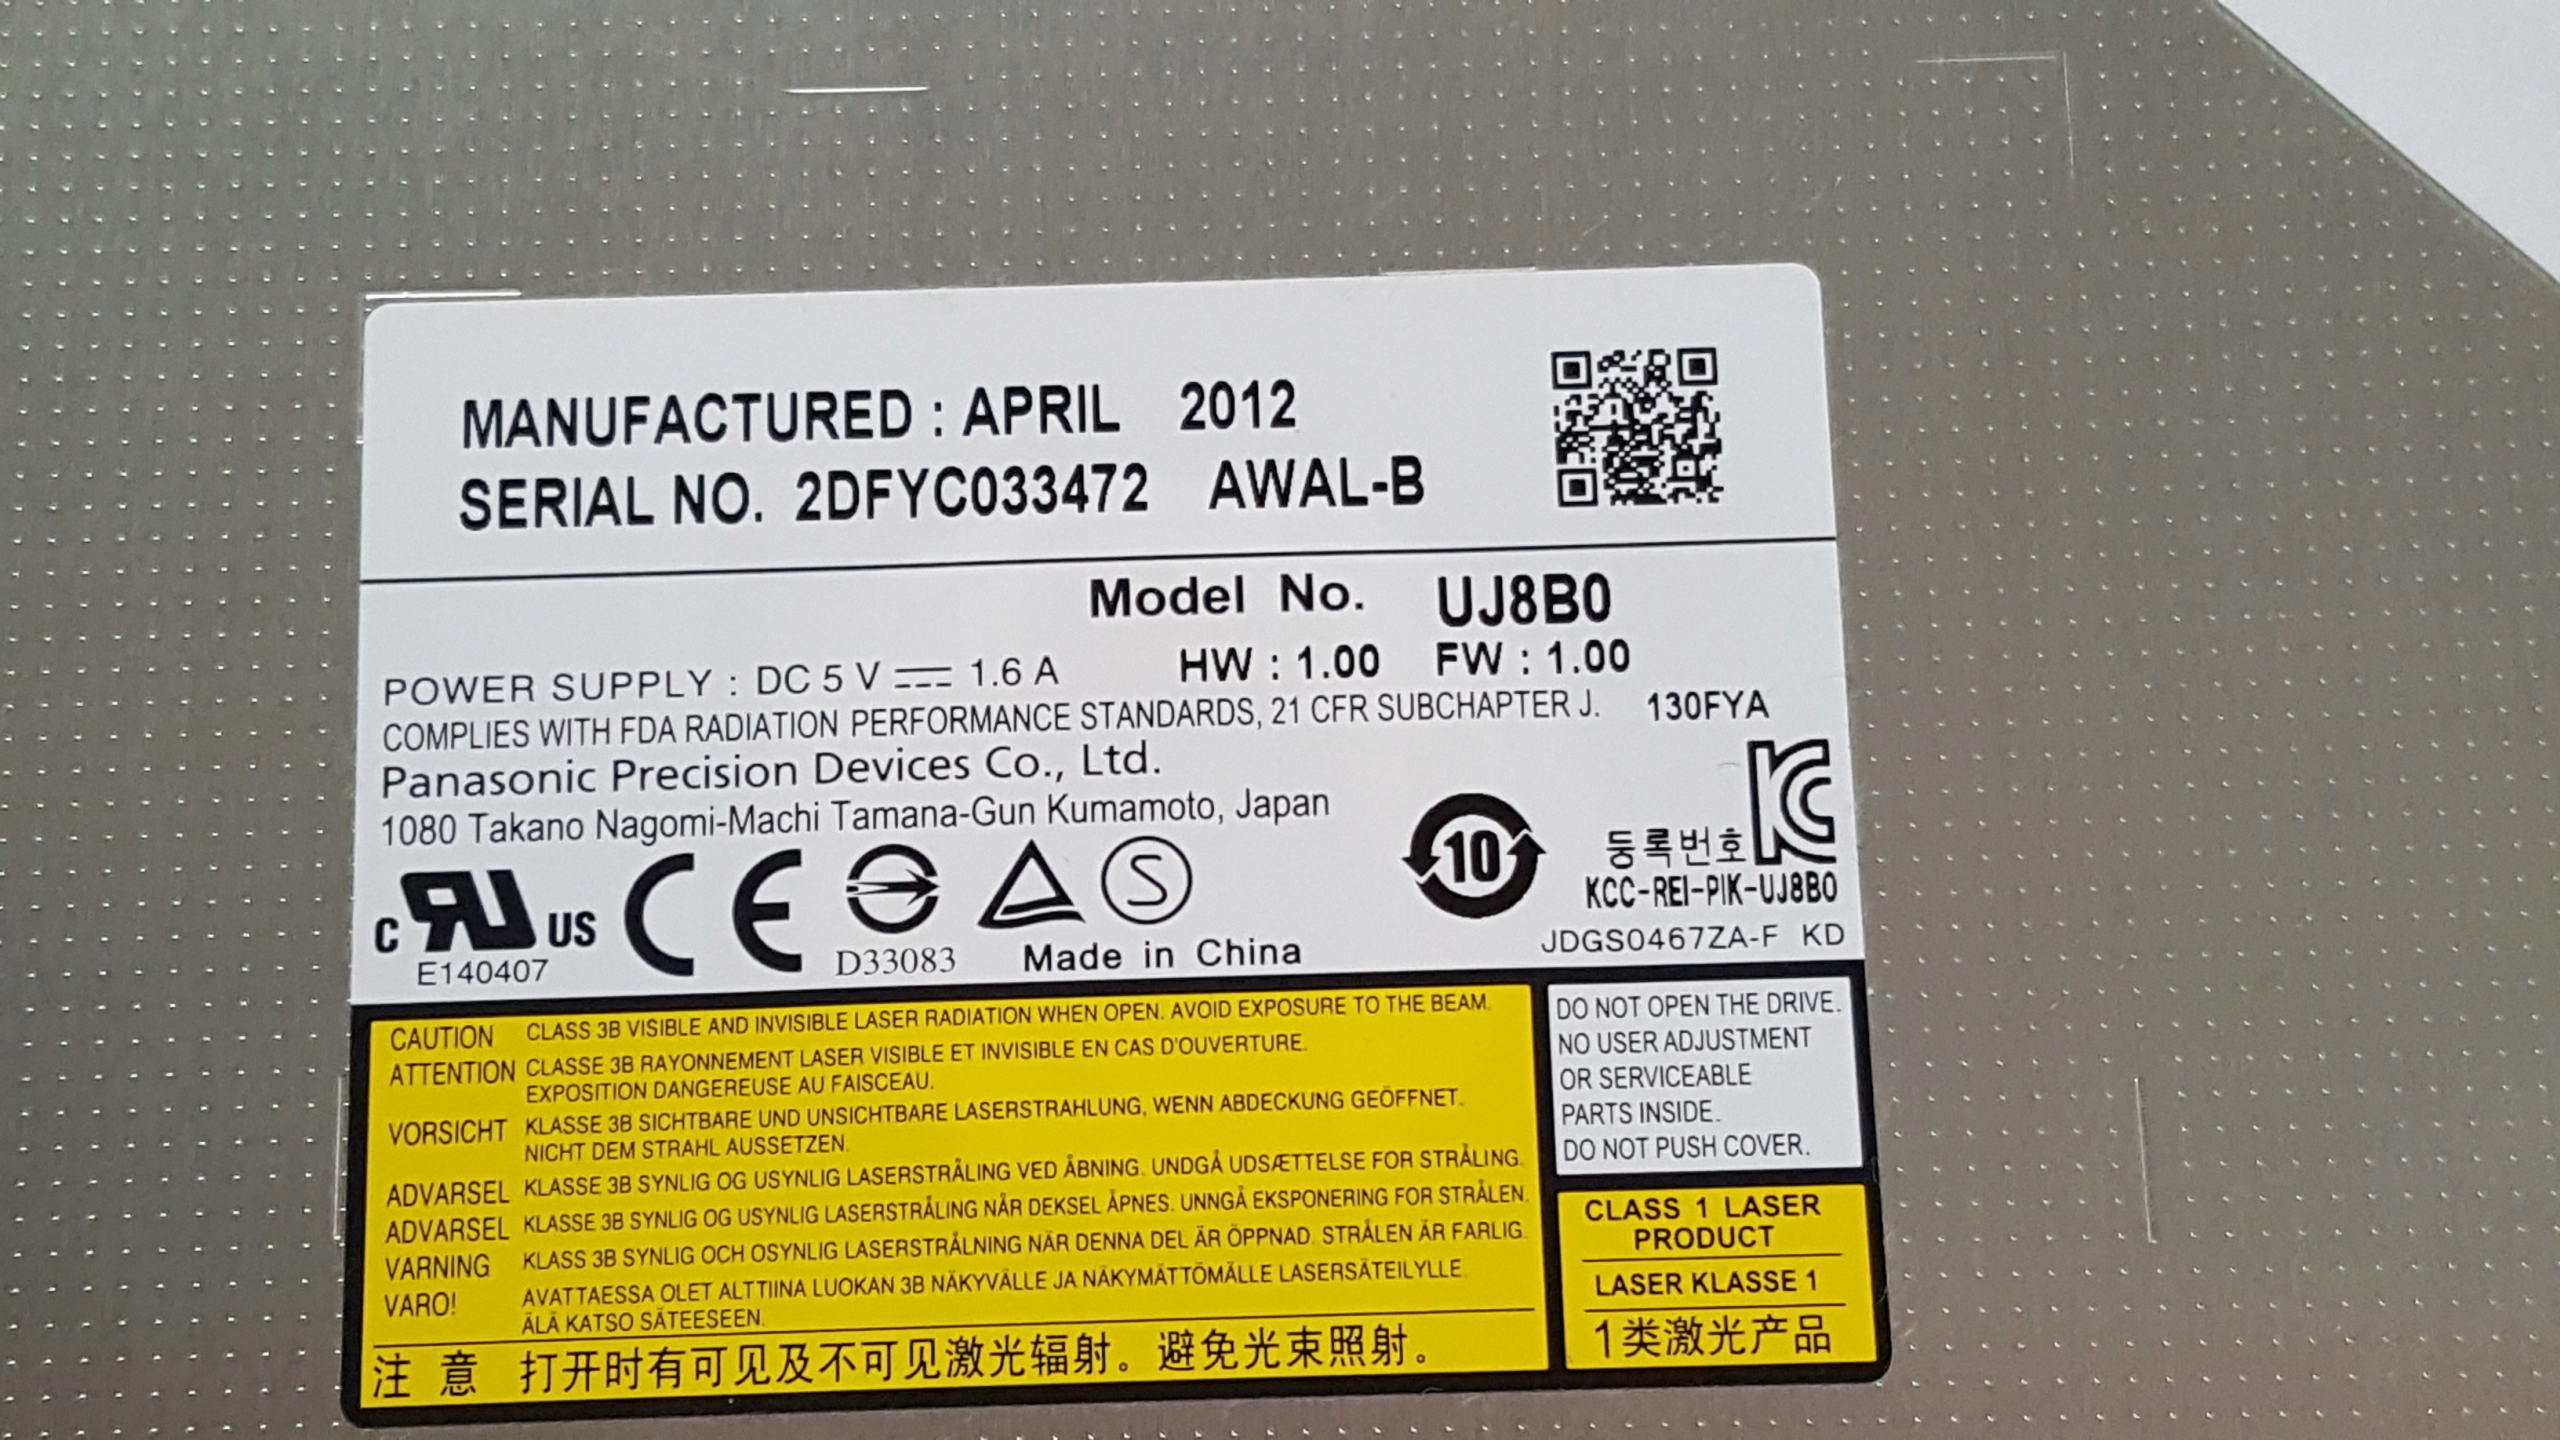 MANUFACTURED : APRIL 2012
SERIAL NO. 2DFYC033472 AWAL-B
Model No. UJ8B0
POWER SUPPLY : DC 5 V ⎓ 1.6 A HW : 1.00 FW : 1.00
COMPLIES WITH FDA RADIATION PERFORMANCE STANDARDS, 21 CFR SUBCHAPTER J. 130FYA
Panasonic Precision Devices Co., Ltd.
1080 Takano Nagomi-Machi Tamana-Gun Kumamoto, Japan
KC
등록번호
KCC-REI-PIK-UJ8B0
c RU US CE S 10
E140407 D33083 Made in China JDGS0467ZA-F KD
CAUTION CLASS 3B VISIBLE AND INVISIBLE LASER RADIATION WHEN OPEN. AVOID EXPOSURE TO THE BEAM.
ATTENTION CLASSE 3B RAYONNEMENT LASER VISIBLE ET INVISIBLE EN CAS D'OUVERTURE.
EXPOSITION DANGEREUSE AU FAISCEAU.
VORSICHT KLASSE 3B SICHTBARE UND UNSICHTBARE LASERSTRAHLUNG, WENN ABDECKUNG GEÖFFNET.
NICHT DEM STRAHL AUSSETZEN.
ADVARSEL KLASSE 3B SYNLIG OG USYNLIG LASERSTRÅLING VED ÅBNING. UNDGÅ UDSÆTTELSE FOR STRÅLING.
ADVARSEL KLASSE 3B SYNLIG OG USYNLIG LASERSTRÅLING NÅR DEKSEL ÅPNES. UNNGÅ EKSPONERING FOR STRÅLEN.
VARNING KLASS 3B SYNLIG OCH OSYNLIG LASERSTRÅLNING NÄR DENNA DEL ÄR ÖPPNAD. STRÅLEN ÄR FARLIG.
VARO! AVATTAESSA OLET ALTTIINA LUOKAN 3B NÄKYVÄLLE JA NÄKYMÄTTÖMÄLLE LASERSÄTEILYLLE.
ÄLÄ KATSO SÄTEESEEN.
注 意 打开时有可见及不可见激光辐射。避免光束照射。
DO NOT OPEN THE DRIVE.
NO USER ADJUSTMENT
OR SERVICEABLE
PARTS INSIDE.
DO NOT PUSH COVER.
CLASS 1 LASER
PRODUCT
LASER KLASSE 1
1类激光产品